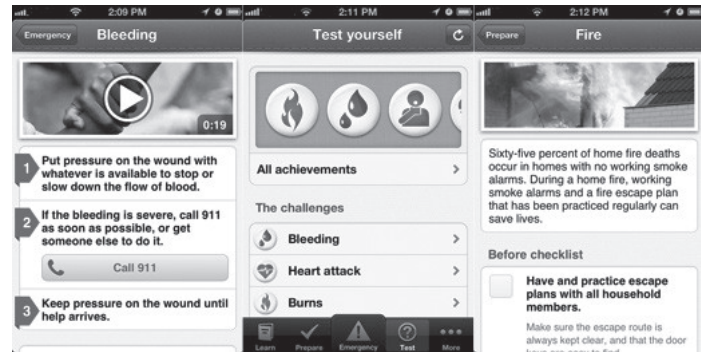 2:09 PM
Emergency
Bleeding
0:19
1
Put pressure on the wound with
whatever is available to stop or
slow down the flow of blood.
2
If the bleeding is severe, call 911
as soon as possible, or get
someone else to do it.
Call 911
3
Keep pressure on the wound until
help arrives.
2:11 PM
Test yourself
All achievements
The challenges
Bleeding
Heart attack
Burns
Learn
Prepare
Emergency
Test
More
2:12 PM
Prepare
Fire
Sixty-five percent of home fire deaths
occur in homes with no working smoke
alarms. During a home fire, working
smoke alarms and a fire escape plan
that has been practiced regularly can
save lives.
Before checklist
Have and practice escape
plans with all household
members.
Make sure the escape route is
always kept clear, and that the door
keys are easy to find